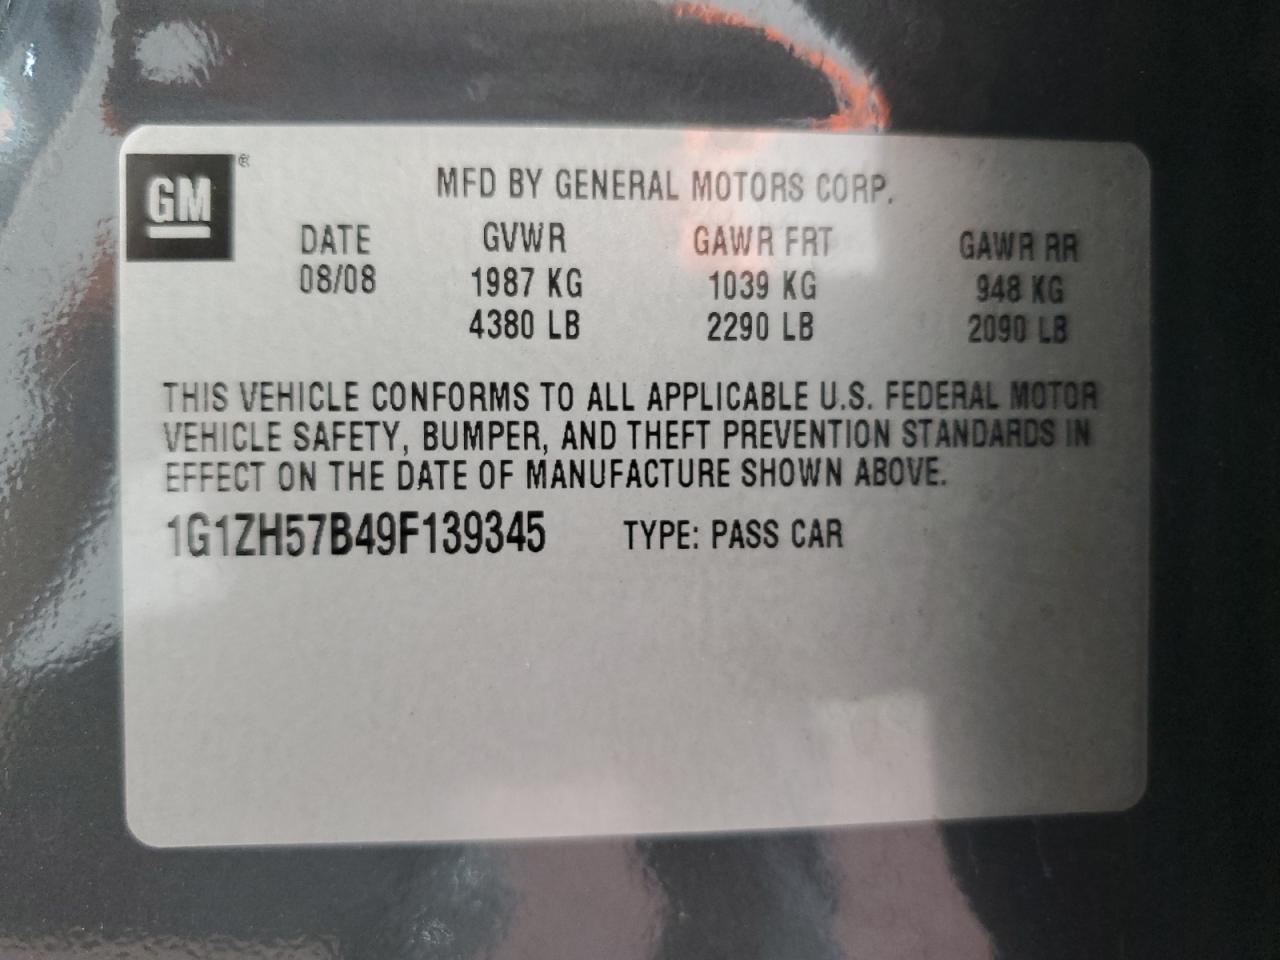 GM ®
MFD BY GENERAL MOTORS CORP.
DATE GVWR GAWR FRT GAWR RR
08/08 1987 KG 1039 KG 948 KG
4380 LB 2290 LB 2090 LB
THIS VEHICLE CONFORMS TO ALL APPLICABLE U.S. FEDERAL MOTOR
VEHICLE SAFETY, BUMPER, AND THEFT PREVENTION STANDARDS IN
EFFECT ON THE DATE OF MANUFACTURE SHOWN ABOVE.
1G1ZH57B49F139345 TYPE: PASS CAR